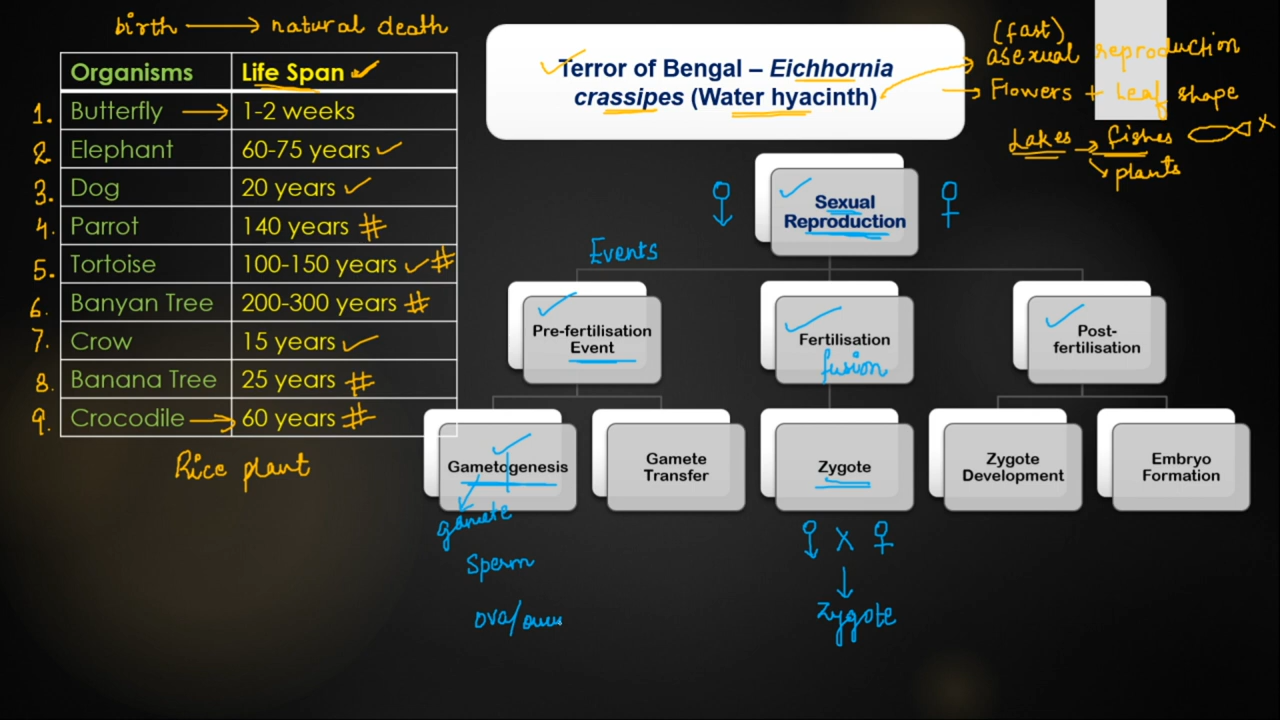 birth → natural death
Organisms Life Span
1. Butterfly → 1-2 weeks
2. Elephant 60-75 years
3. Dog 20 years
4. Parrot 140 years #
5. Tortoise 100-150 years #
6. Banyan Tree 200-300 years #
7. Crow 15 years
8. Banana Tree 25 years #
9. Crocodile → 60 years #
Rice plant
Terror of Bengal – Eichhornia
crassipes (Water hyacinth)
(fast)
asexual reproduction
→ Flowers + Leaf shape
Lakes → fishes X
plants
Sexual
Reproduction
Events
Pre-fertilisation
Event
Fertilisation
fusion
Post-
fertilisation
Gametogenesis
Gamete
Transfer
Zygote
Zygote
Development
Embryo
Formation
gamete
Sperm
ova/
♂ X ♀
Zygote